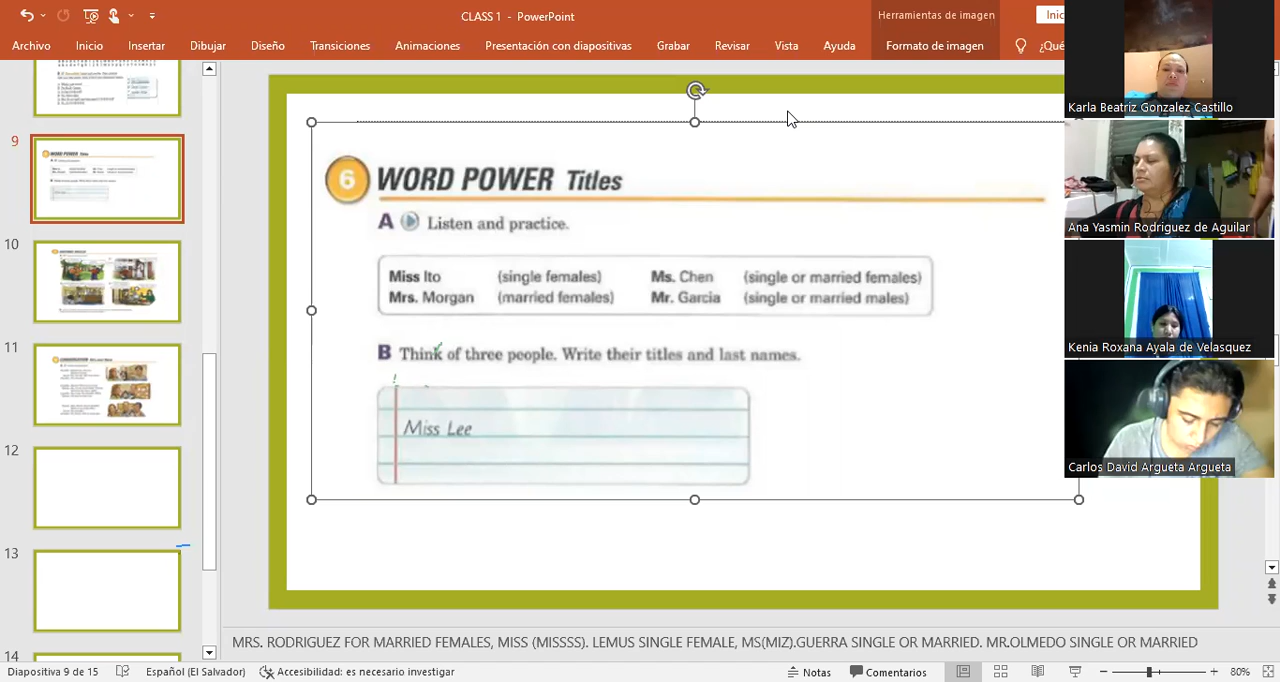 CLASS 1 - PowerPoint
Herramientas de imagen
Archivo
Inicio
Insertar
Dibujar
Diseño
Transiciones
Animaciones
Presentación con diapositivas
Grabar
Revisar
Vista
Ayuda
Formato de imagen
9
10
11
12
13
14
6 WORD POWER Titles
A Listen and practice.
Miss Ito (single females) Ms. Chen (single or married females)
Mrs. Morgan (married females) Mr. Garcia (single or married males)
B Think of three people. Write their titles and last names.
Miss Lee
Karla Beatriz Gonzalez Castillo
Ana Yasmin Rodriguez de Aguilar
Kenia Roxana Ayala de Velasquez
Carlos David Argueta Argueta
MRS. RODRIGUEZ FOR MARRIED FEMALES, MISS (MISSSS). LEMUS SINGLE FEMALE, MS(MIZ).GUERRA SINGLE OR MARRIED. MR.OLMEDO SINGLE OR MARRIED
Diapositiva 9 de 15
Español (El Salvador)
Accesibilidad: es necesario investigar
Notas
Comentarios
80%